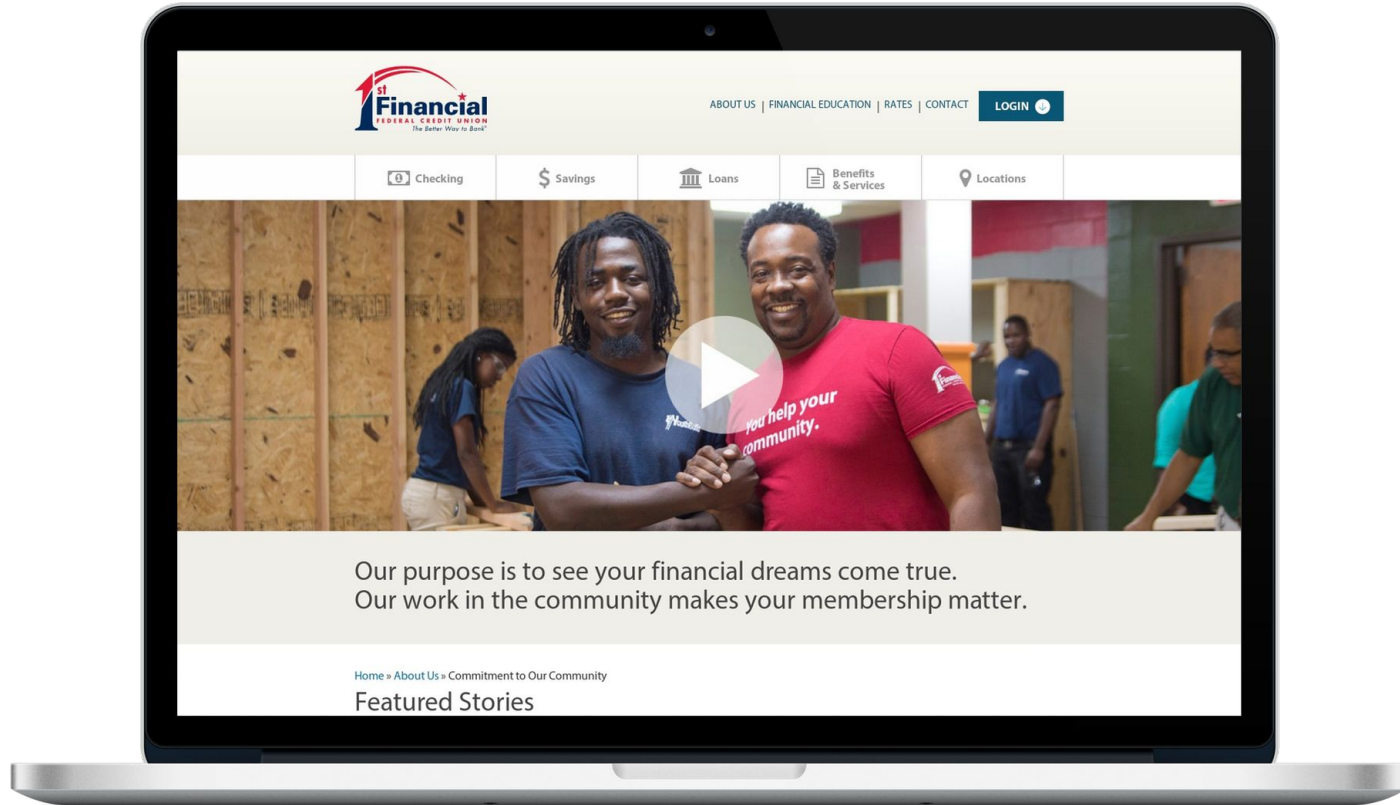 1st
Financial
FEDERAL CREDIT UNION
The Better Way to Bank®
ABOUT US | FINANCIAL EDUCATION | RATES | CONTACT
LOGIN
Checking
Savings
Loans
Benefits
& Services
Locations
You help your
community.
Our purpose is to see your financial dreams come true.
Our work in the community makes your membership matter.
Home » About Us » Commitment to Our Community
Featured Stories